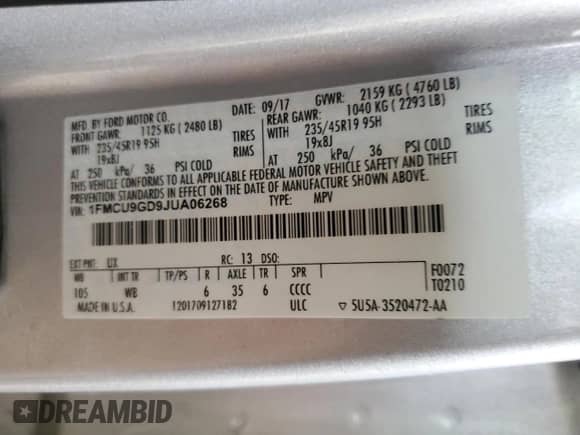 MFD. BY FORD MOTOR CO.
DATE: 09/17
GVWR: 2159 KG ( 4760 LB)
FRONT GAWR: 1125 KG ( 2480 LB)
REAR GAWR: 1040 KG ( 2293 LB)
WITH 235/45R19 95H TIRES
WITH 235/45R19 95H TIRES
19x8J RIMS
19x8J RIMS
AT 250 kPa/ 36 PSI COLD
AT 250 kPa/ 36 PSI COLD
THIS VEHICLE CONFORMS TO ALL APPLICABLE FEDERAL MOTOR VEHICLE SAFETY AND THEFT
PREVENTION STANDARDS IN EFFECT ON THE DATE OF MANUFACTURE SHOWN ABOVE.
VIN: 1FMCU9GD9JUA06268
TYPE: MPV
EXT PNT: UX RC: 13 DSO:
WB INT TR TP/PS R AXLE TR SPR
105 WB 6 35 6 CCCC
F0072
T0210
MADE IN U.S.A. 12017091271B2 ULC ▽ 5U5A-3520472-AA
DREAMBID